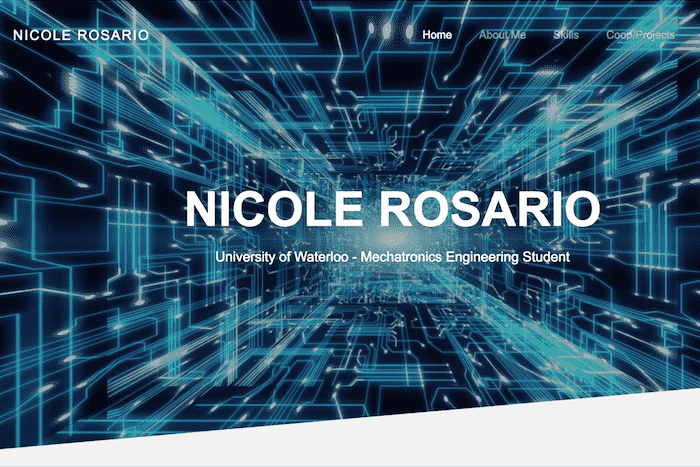 NICOLE ROSARIO
Home About Me Skills Coop/Projects
NICOLE ROSARIO
University of Waterloo - Mechatronics Engineering Student